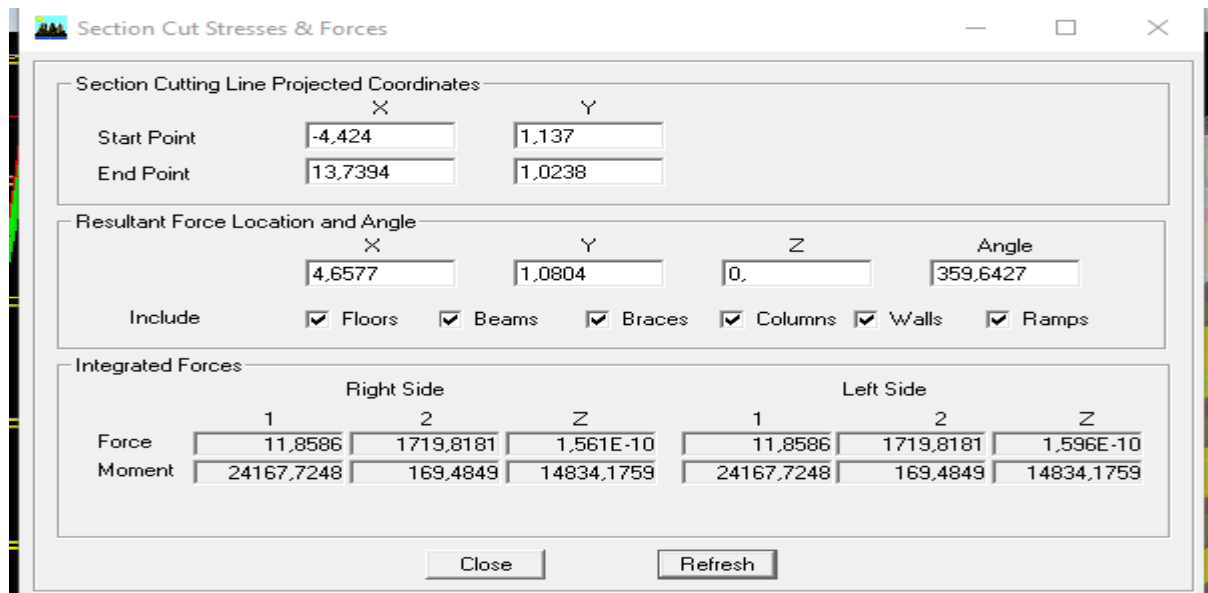 Section Cut Stresses & Forces
Section Cutting Line Projected Coordinates
X Y
Start Point -4,424 1,137
End Point 13,7394 1,0238
Resultant Force Location and Angle
X Y Z Angle
4,6577 1,0804 0, 359,6427
Include Floors Beams Braces Columns Walls Ramps
Integrated Forces
Right Side Left Side
1 2 Z 1 2 Z
Force 11,8586 1719,8181 1,561E-10 11,8586 1719,8181 1,596E-10
Moment 24167,7248 169,4849 14834,1759 24167,7248 169,4849 14834,1759
Close Refresh